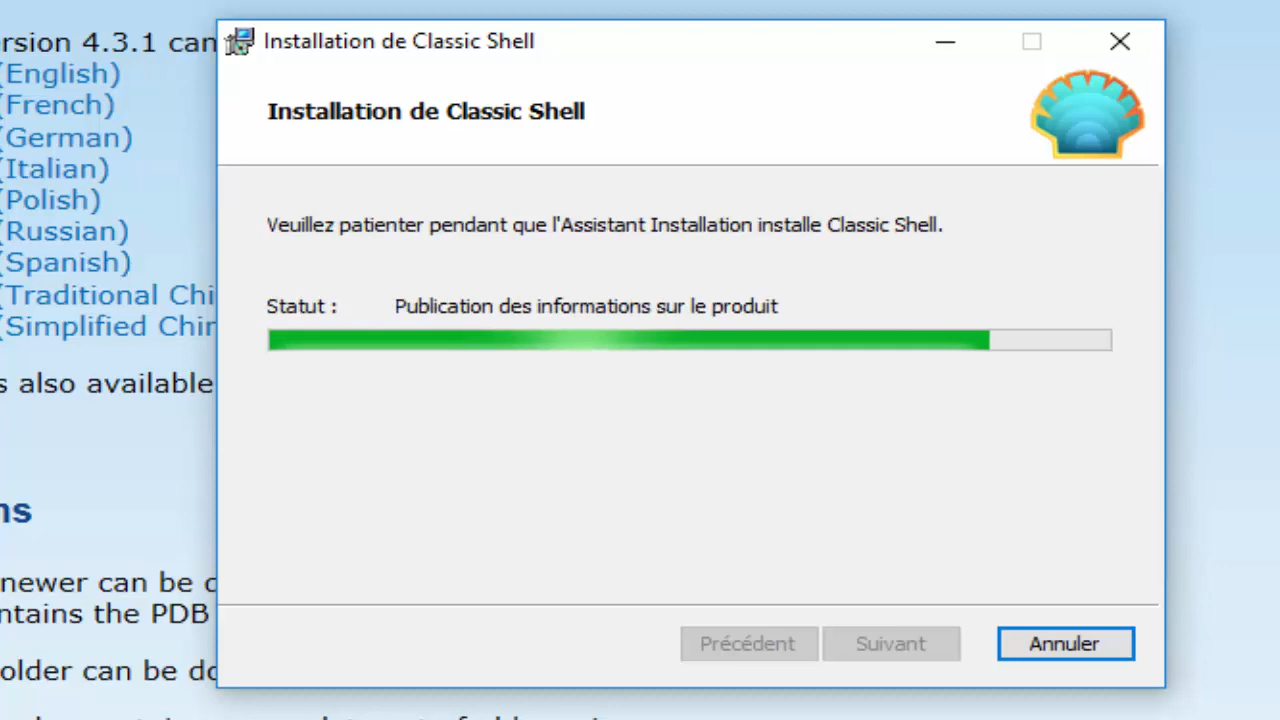 Installation de Classic Shell
Installation de Classic Shell
Veuillez patienter pendant que l'Assistant Installation installe Classic Shell.
Statut : Publication des informations sur le produit
Précédent Suivant Annuler
ersion 4.3.1 can
(English)
(French)
(German)
(Italian)
(Polish)
(Russian)
(Spanish)
(Traditional Chi
(Simplified Chin
s also available
ns
newer can be
ntains the PDB
older can be do